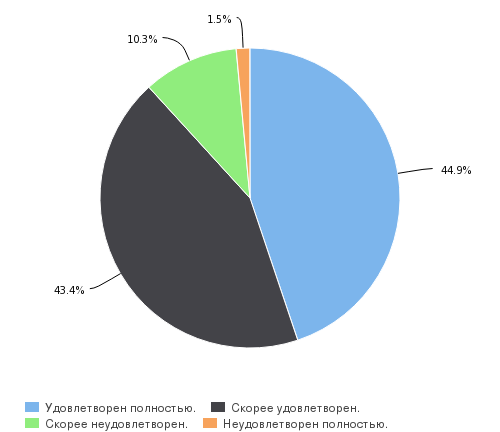 1.5%
10.3%
44.9%
43.4%
Удовлетворен полностью. Скорее удовлетворен.
Скорее неудовлетворен. Неудовлетворен полностью.